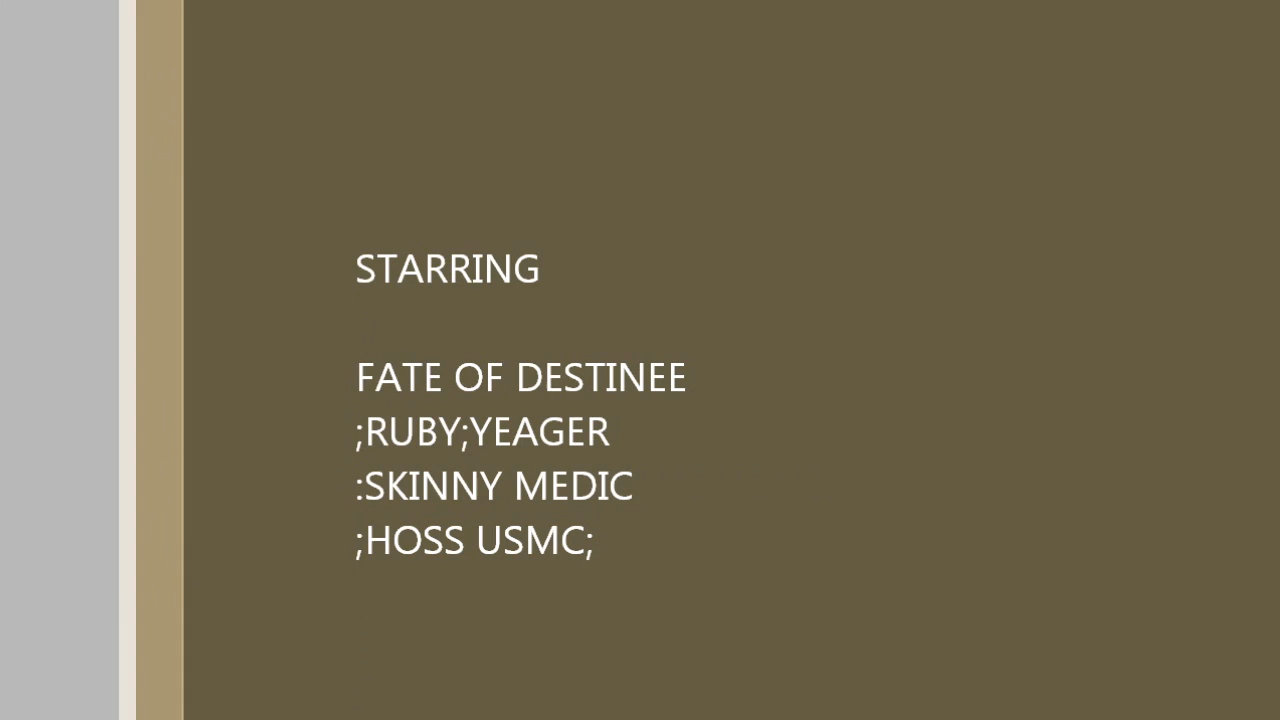 STARRING
FATE OF DESTINEE
;RUBY;YEAGER
:SKINNY MEDIC
;HOSS USMC;